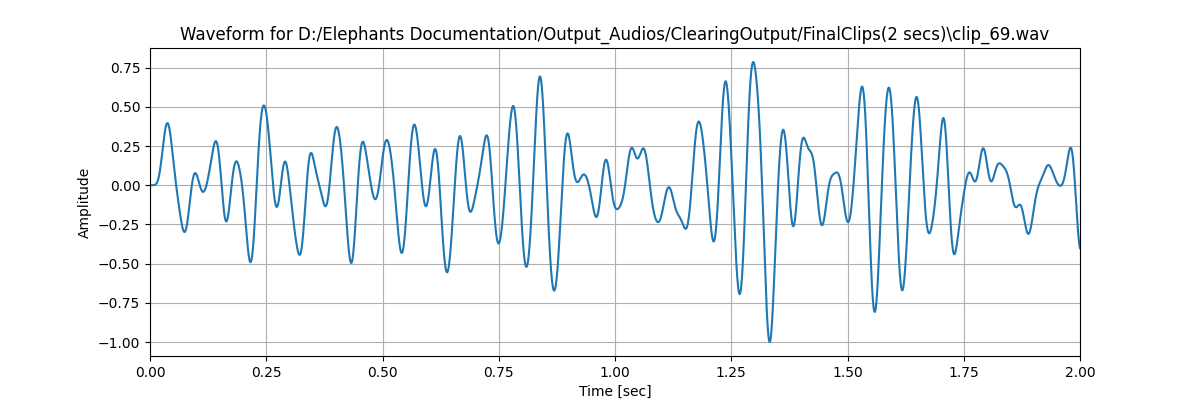 Waveform for D:/Elephants Documentation/Output_Audios/ClearingOutput/FinalClips(2 secs)\clip_69.wav
0.75
0.50
0.25
0.00
−0.25
−0.50
−0.75
−1.00
Amplitude
0.00 0.25 0.50 0.75 1.00 1.25 1.50 1.75 2.00
Time [sec]